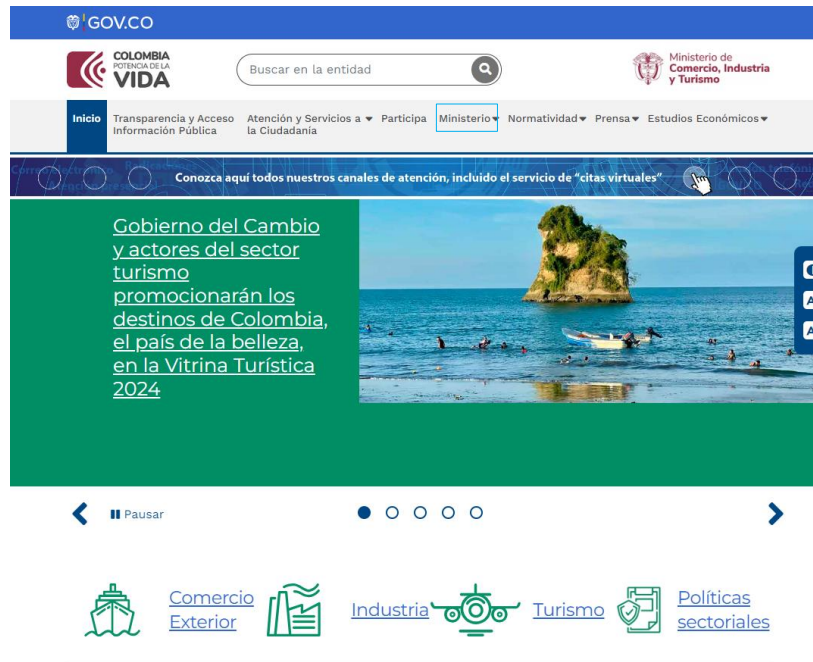 GOV.CO
COLOMBIA
POTENCIA DE LA
VIDA
Buscar en la entidad
Ministerio de
Comercio, Industria
y Turismo
Inicio
Transparencia y Acceso
Información Pública
Atención y Servicios a
la Ciudadanía
Participa
Ministerio
Normatividad
Prensa
Estudios Económicos
Conozca aquí todos nuestros canales de atención, incluido el servicio de “citas virtuales”
Gobierno del Cambio
y actores del sector
turismo
promocionarán los
destinos de Colombia,
el país de la belleza,
en la Vitrina Turística
2024
Pausar
Comercio
Exterior
Industria
Turismo
Políticas
sectoriales